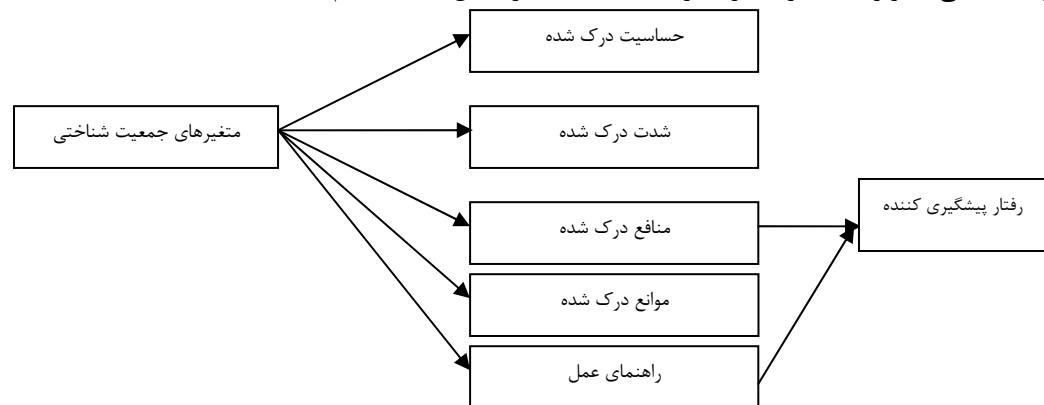 حساسیت درک شده
متغیرهای جمعیت شناختی
شدت درک شده
رفتار پیشگیری کننده
منافع درک شده
موانع درک شده
راهنمای عمل